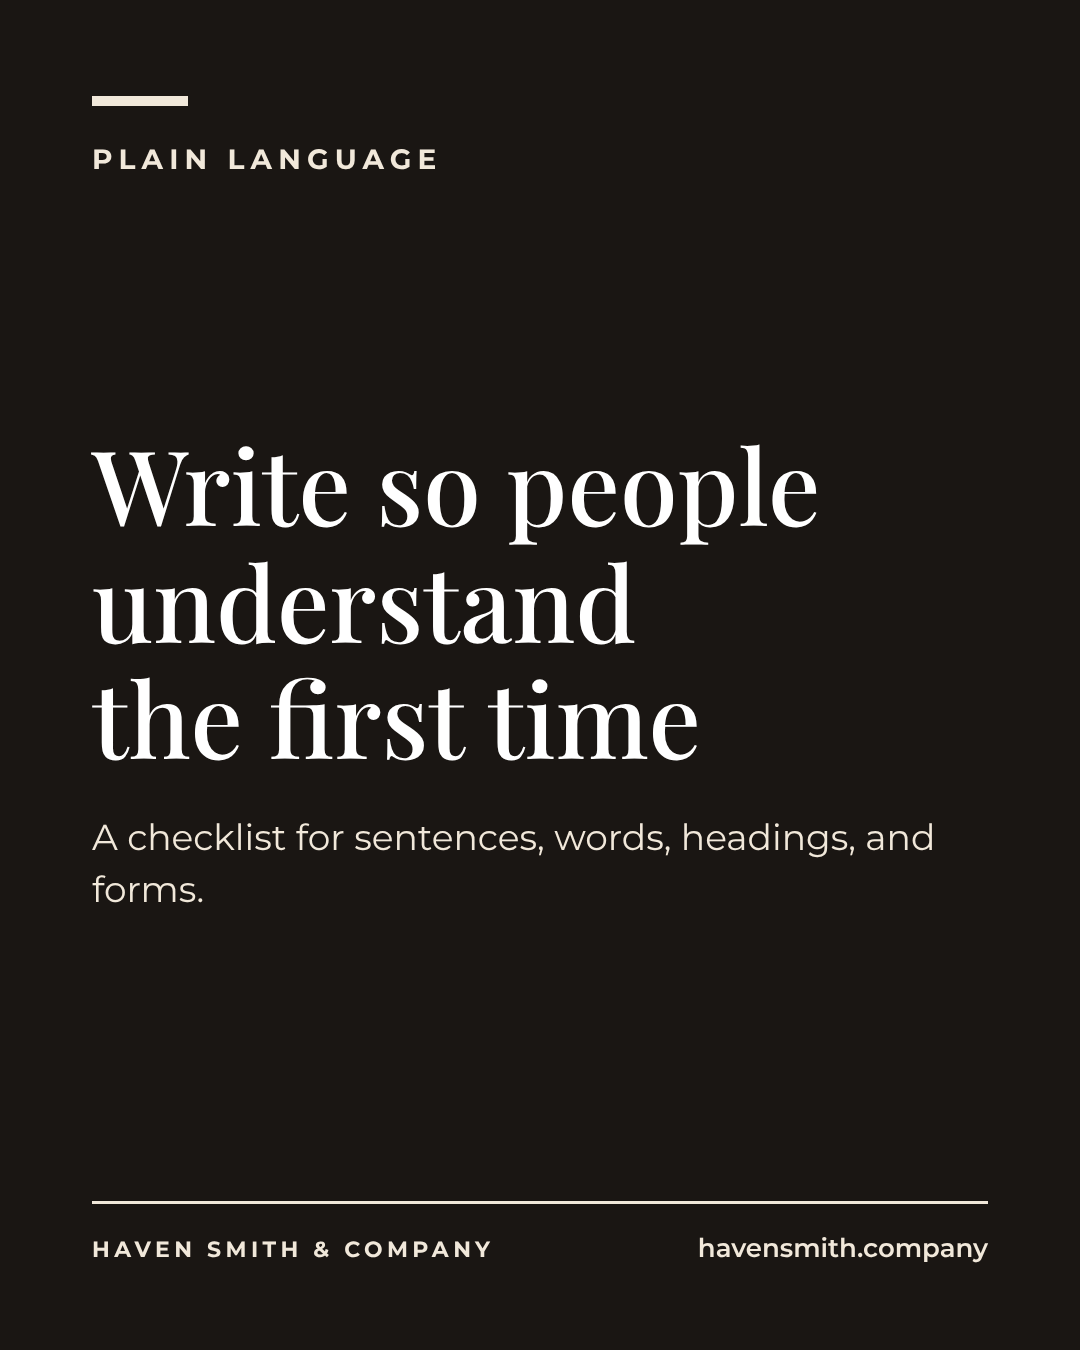 PLAIN LANGUAGE
Write so people
understand
the first time
A checklist for sentences, words, headings, and
forms.
HAVEN SMITH & COMPANY
havensmith.company